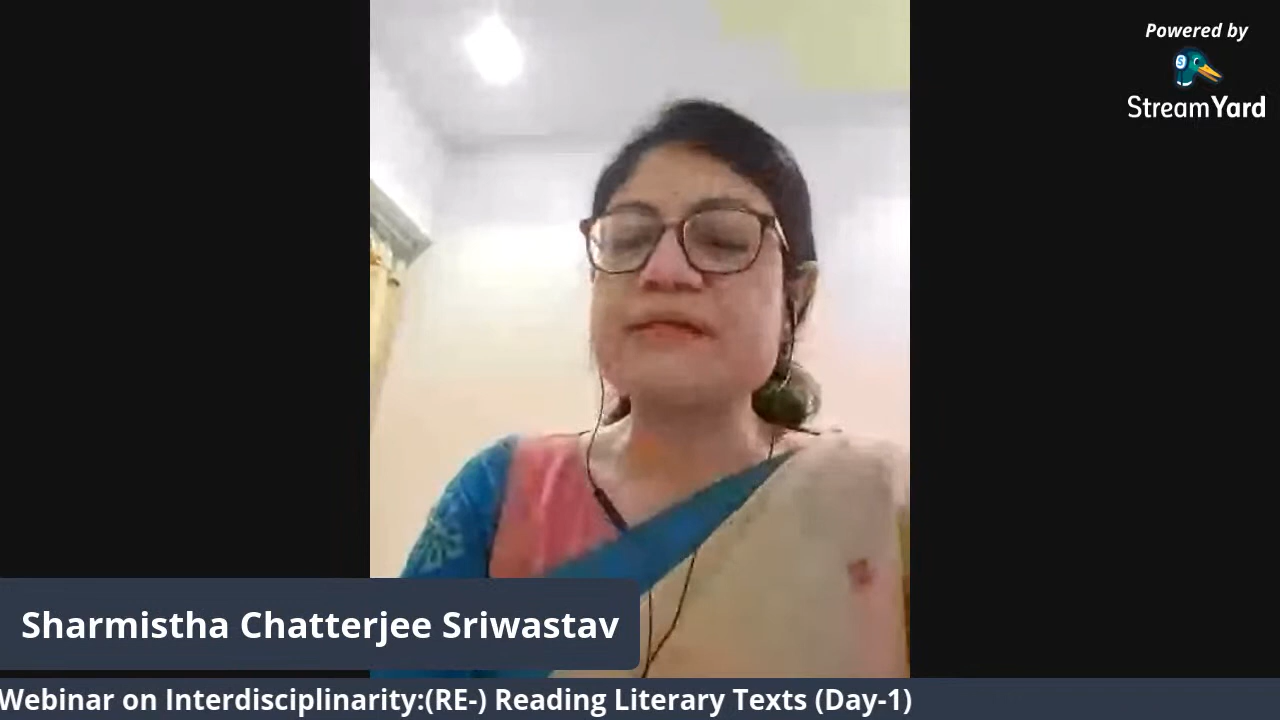 Powered by
StreamYard
Sharmistha Chatterjee Sriwastav
Webinar on Interdisciplinarity:(RE-) Reading Literary Texts (Day-1)